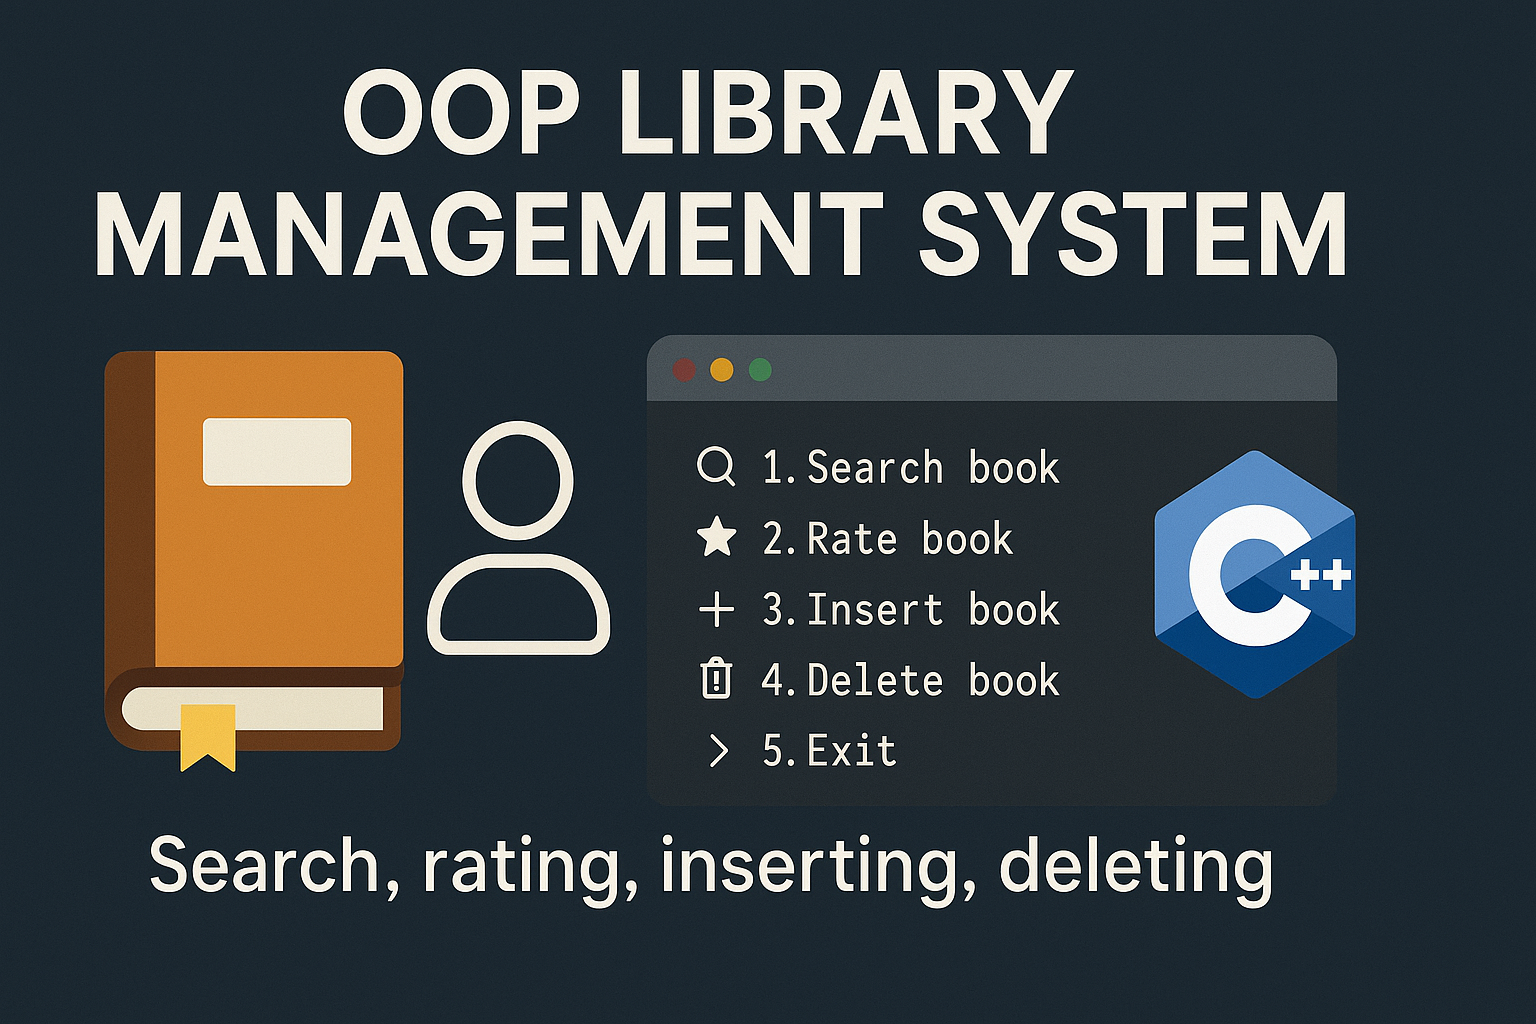 OOP LIBRARY
MANAGEMENT SYSTEM
1. Search book
2. Rate book
3. Insert book
4. Delete book
5. Exit
C++
Search, rating, inserting, deleting